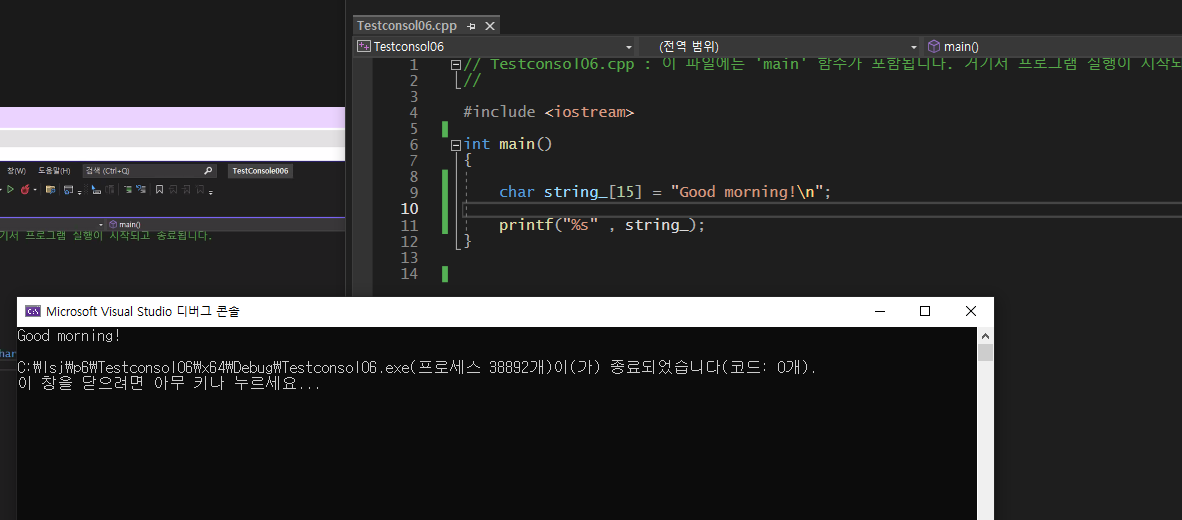 Testconsol06.cpp
Testconsol06 (전역 범위) main()
1 // Testconsol06.cpp : 이 파일에는 'main' 함수가 포함됩니다. 거기서 프로그램 실행이 시작되
2 //
3
4 #include <iostream>
5
6 int main()
7 {
8
9 char string_[15] = "Good morning!\n";
10
11 printf("%s" , string_);
12 }
13
14
창(W) 도움말(H) 검색 (Ctrl+Q) TestConsole006
main()
기서 프로그램 실행이 시작되고 종료됩니다.
char
Microsoft Visual Studio 디버그 콘솔
Good morning!
C:\lsj\p6\Testconsol06\x64\Debug\Testconsol06.exe(프로세스 38892개)이(가) 종료되었습니다(코드: 0개).
이 창을 닫으려면 아무 키나 누르세요...